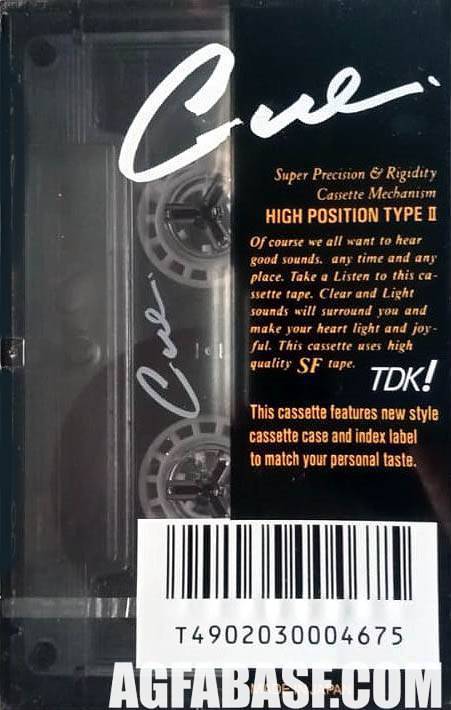 Cue.
Super Precision & Rigidity
Cassette Mechanism
HIGH POSITION TYPE II
Of course we all want to hear
good sounds. any time and any
place. Take a Listen to this ca-
ssette tape. Clear and Light
sounds will surround you and
make your heart light and joy-
ful. This cassette uses high
quality SF tape.
TDK!
Cue.
This cassette features new style
cassette case and index label
to match your personal taste.
T4902030004675
MADE IN JAPAN
AGFABASF.COM